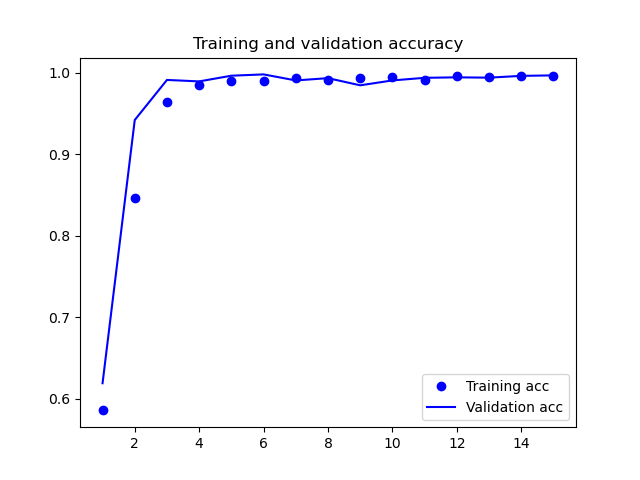 Training and validation accuracy
1.0
0.9
0.8
0.7
0.6
2 4 6 8 10 12 14
Training acc
Validation acc